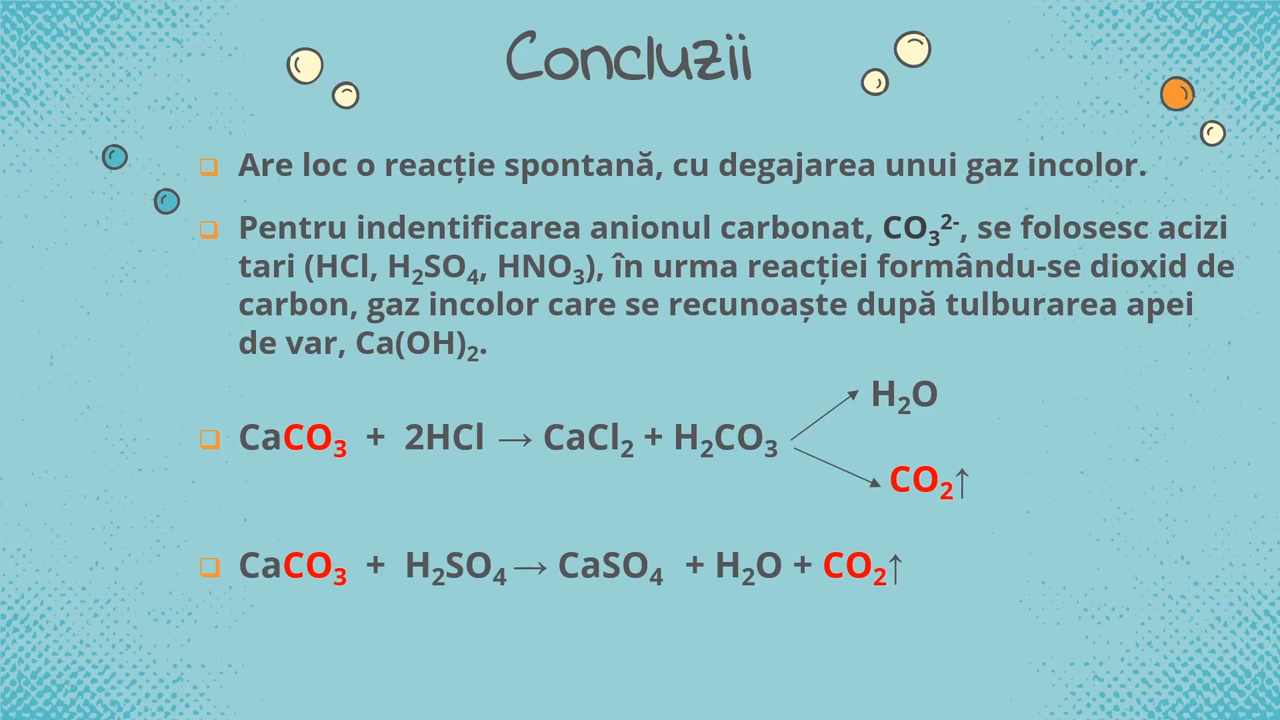 Concluzii
Are loc o reacție spontană, cu degajarea unui gaz incolor.
Pentru indentificarea anionul carbonat, CO₃²⁻, se folosesc acizi
tari (HCl, H₂SO₄, HNO₃), în urma reacției formându-se dioxid de
carbon, gaz incolor care se recunoaște după tulburarea apei
de var, Ca(OH)₂.
H₂O
CaCO₃ + 2HCl → CaCl₂ + H₂CO₃
CO₂↑
CaCO₃ + H₂SO₄ → CaSO₄ + H₂O + CO₂↑